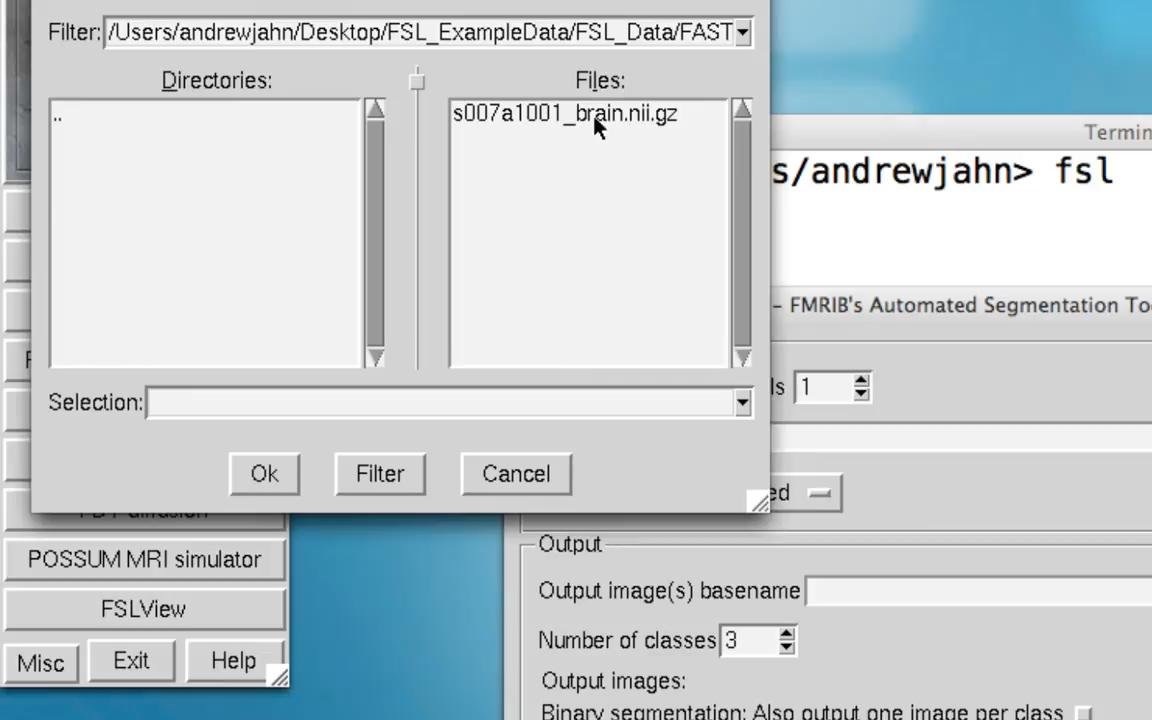 Filter: /Users/andrewjahn/Desktop/FSL_ExampleData/FSL_Data/FAST
Directories:
Files:
..
s007a1001_brain.nii.gz
Selection:
Ok
Filter
Cancel
Termin
s/andrewjahn> fsl
- FMRIB's Automated Segmentation To
ls 1
ed
POSSUM MRI simulator
FSLView
Misc
Exit
Help
Output
Output image(s) basename
Number of classes 3
Output images:
Binary segmentation: Also output one image per class